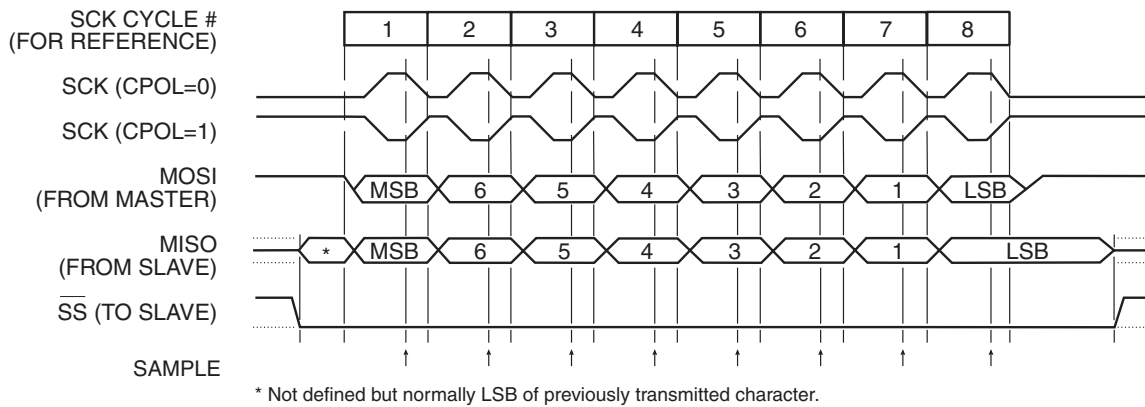 SCK CYCLE #
(FOR REFERENCE)
1 2 3 4 5 6 7 8
SCK (CPOL=0)
SCK (CPOL=1)
MOSI
(FROM MASTER)
MSB 6 5 4 3 2 1 LSB
MISO
(FROM SLAVE)
* MSB 6 5 4 3 2 1 LSB
SS (TO SLAVE)
SAMPLE
* Not defined but normally LSB of previously transmitted character.